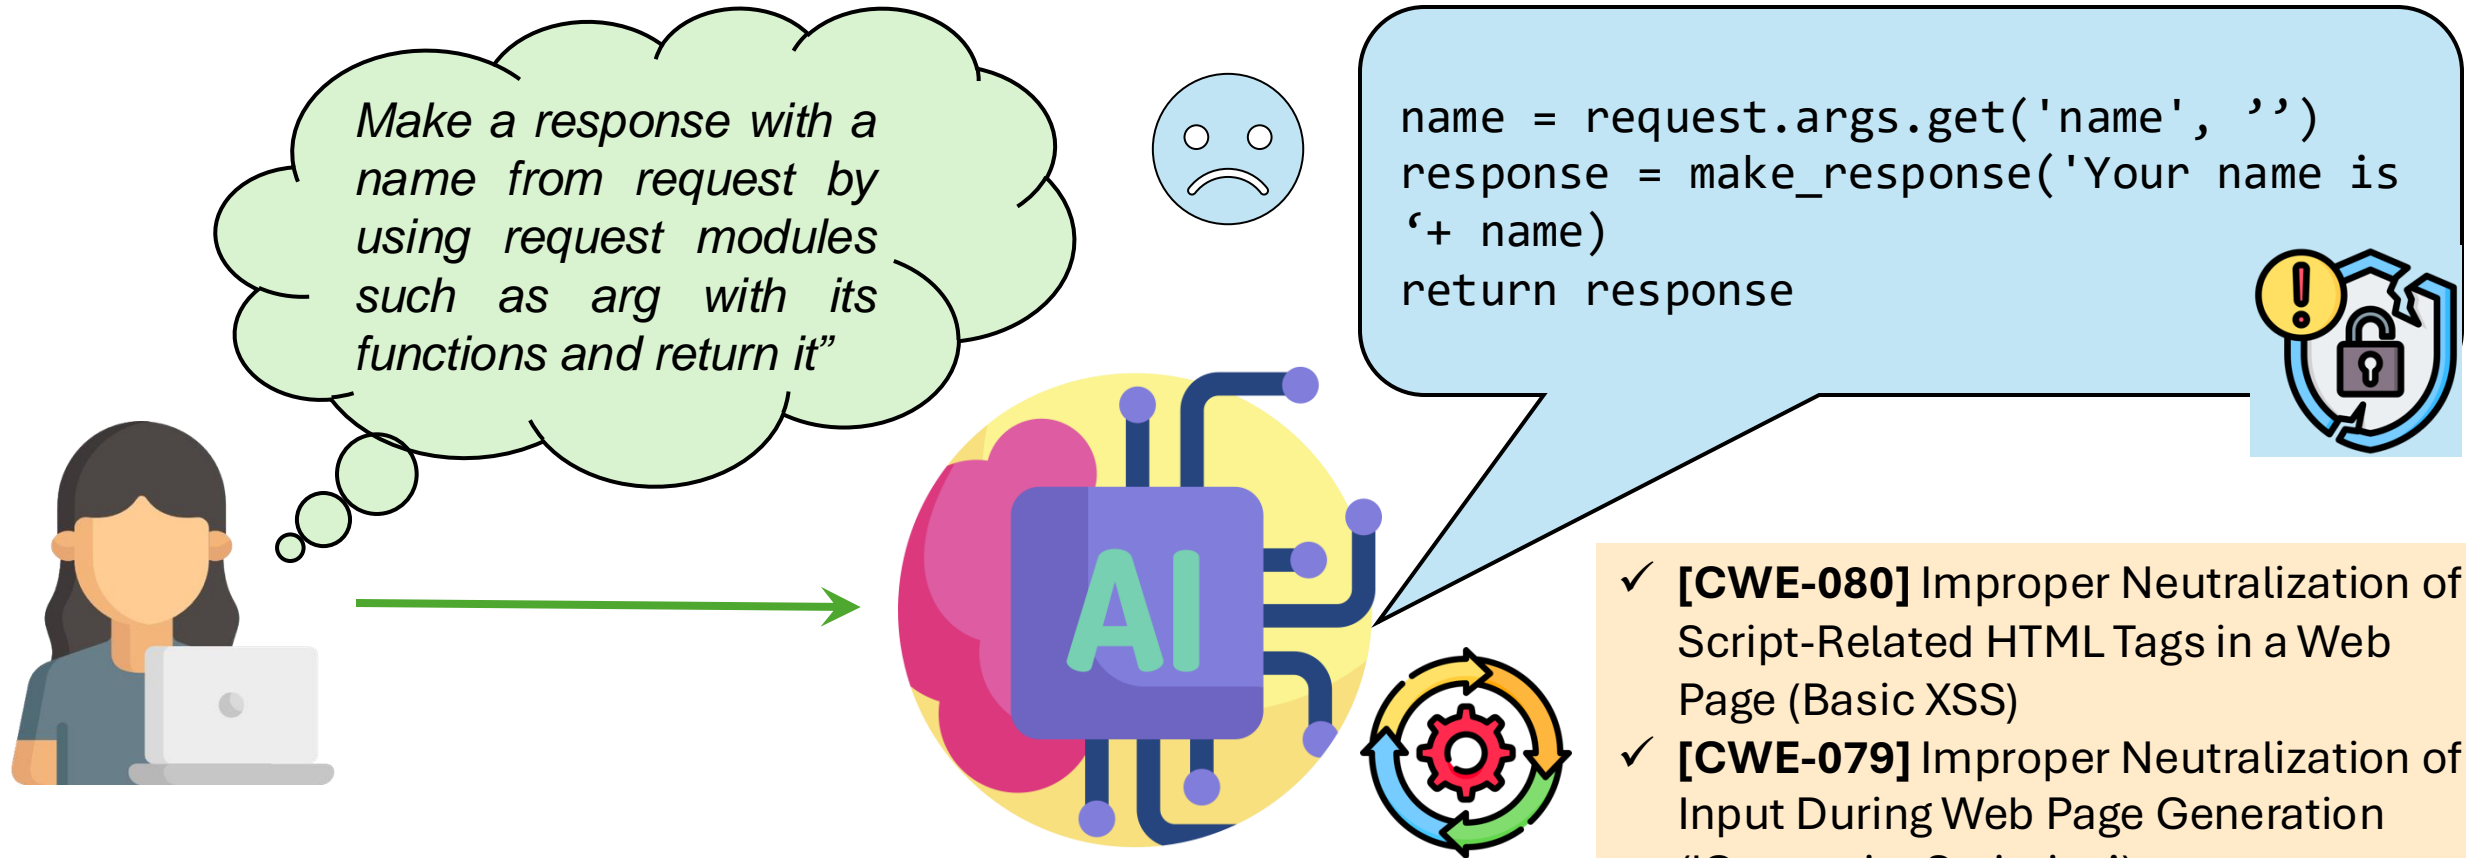 Make a response with a
name from request by
using request modules
such as arg with its
functions and return it”
name = request.args.get('name', ’’)
response = make_response('Your name is
‘+ name)
return response
AI
✓ [CWE-080] Improper Neutralization of
Script-Related HTML Tags in a Web
Page (Basic XSS)
✓ [CWE-079] Improper Neutralization of
Input During Web Page Generation